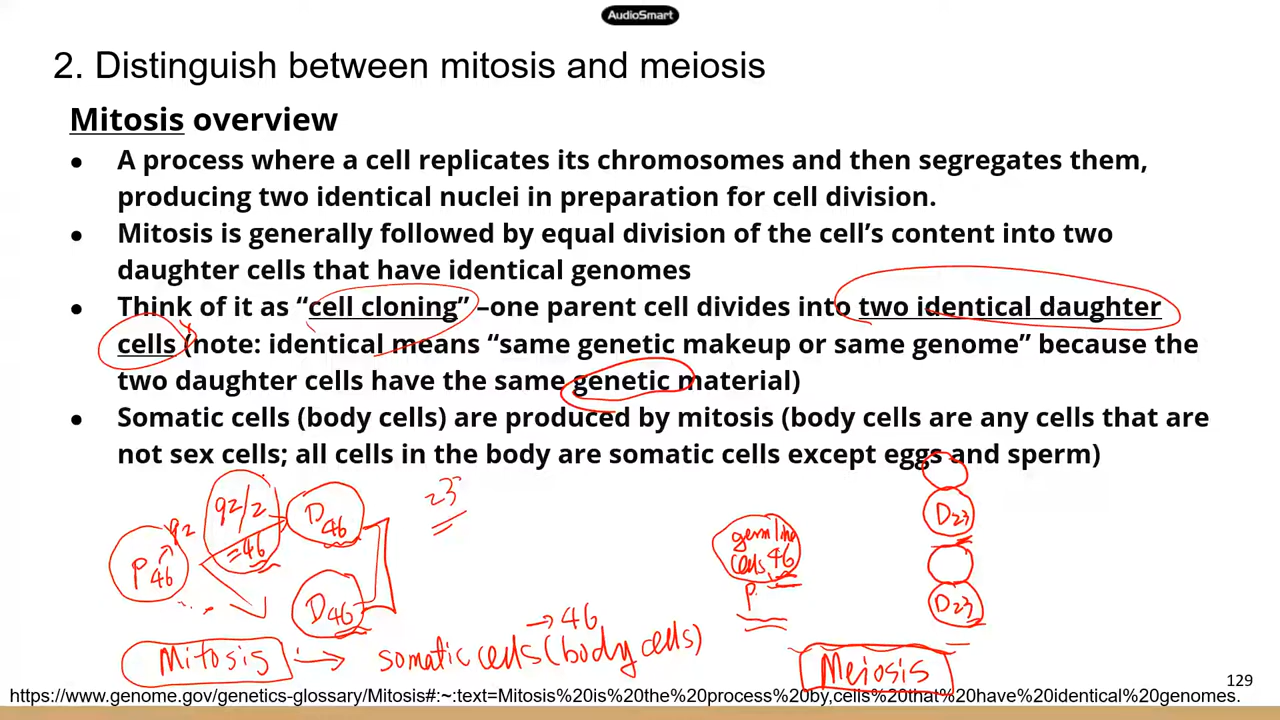 AudioSmart
2. Distinguish between mitosis and meiosis
Mitosis overview
● A process where a cell replicates its chromosomes and then segregates them,
producing two identical nuclei in preparation for cell division.
● Mitosis is generally followed by equal division of the cell’s content into two
daughter cells that have identical genomes
● Think of it as “cell cloning” –one parent cell divides into two identical daughter
cells (note: identical means “same genetic makeup or same genome” because the
two daughter cells have the same genetic material)
● Somatic cells (body cells) are produced by mitosis (body cells are any cells that are
not sex cells; all cells in the body are somatic cells except eggs and sperm)
92/2
=46
D46
23
P46
92
D46
germline
cells 46
P
D23
D23
Mitosis → somatic cells (body cells)
→ 46
Meiosis
129
https://www.genome.gov/genetics-glossary/Mitosis#:~:text=Mitosis%20is%20the%20process%20by,cells%20that%20have%20identical%20genomes.